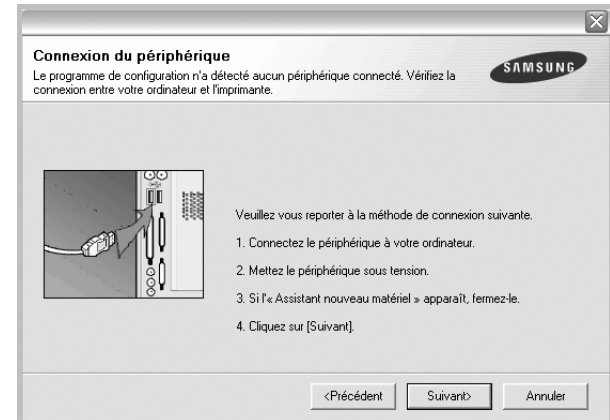 Connexion du périphérique
Le programme de configuration n'a détecté aucun périphérique connecté. Vérifiez la
connexion entre votre ordinateur et l'imprimante.
SAMSUNG
Veuillez vous reporter à la méthode de connexion suivante.
1. Connectez le périphérique à votre ordinateur.
2. Mettez le périphérique sous tension.
3. Si l'« Assistant nouveau matériel » apparaît, fermez-le.
4. Cliquez sur [Suivant].
<Précédent
Suivant>
Annuler